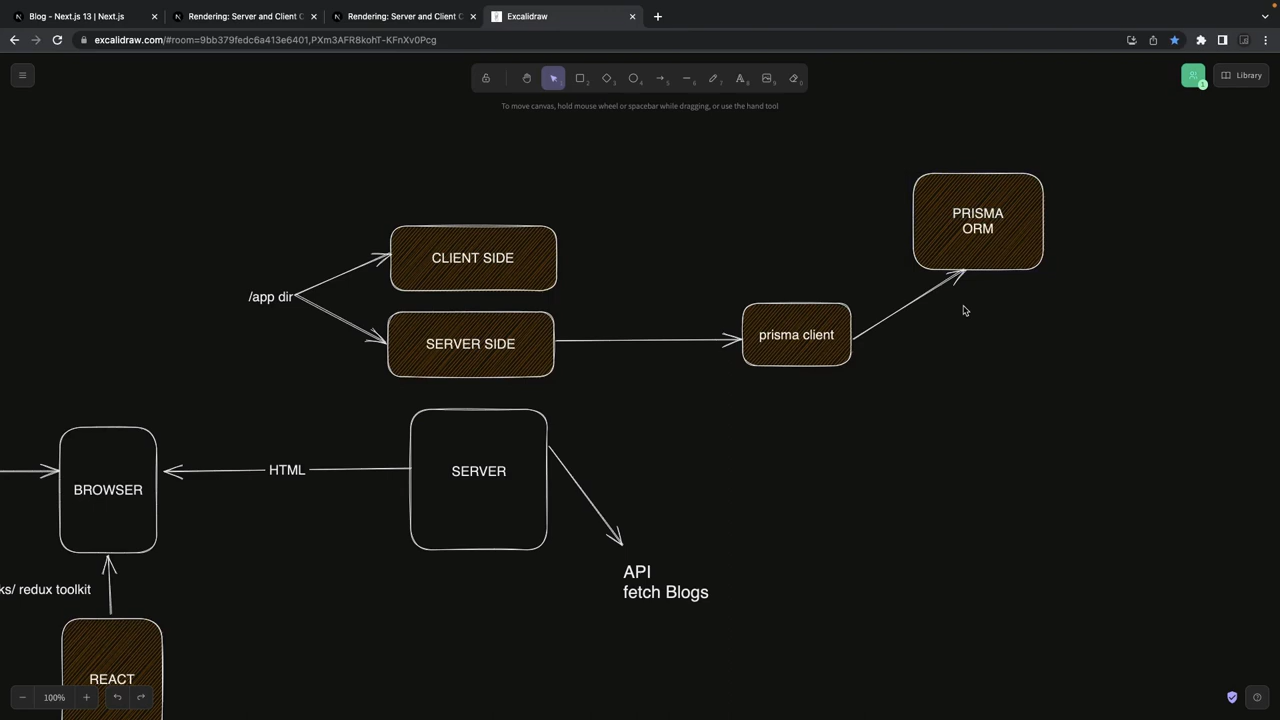 Blog - Next.js 13 | Next.js
Rendering: Server and Client C
Rendering: Server and Client C
Excalidraw
excalidraw.com/#room=9bb379fedc6a413e6401,PXm3AFR8kohT-KFnXv0Pcg
Library
To move canvas, hold mouse wheel or spacebar while dragging, or use the hand tool
PRISMA
ORM
CLIENT SIDE
/app dir
prisma client
SERVER SIDE
HTML
SERVER
BROWSER
API
fetch Blogs
ks/ redux toolkit
REACT
100%